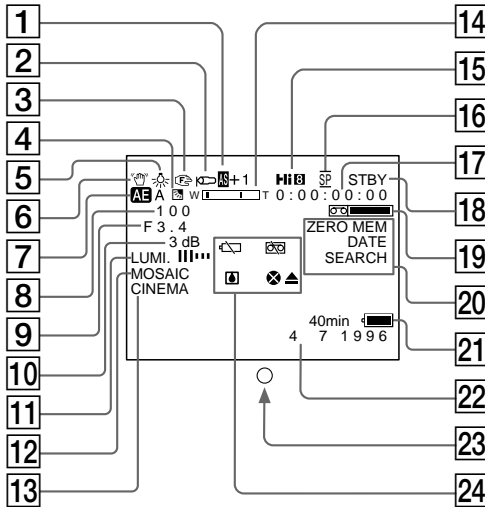 1
2
3
4
5
6
7
8
9
10
11
12
13
14
15
16
17
18
19
20
21
22
23
24
AS+1 Hi8 SP STBY
AE A W T 0:00:00:00
100
F3.4
3 dB
LUMI.
MOSAIC
CINEMA
ZERO MEM
DATE
SEARCH
40min
4 7 1996